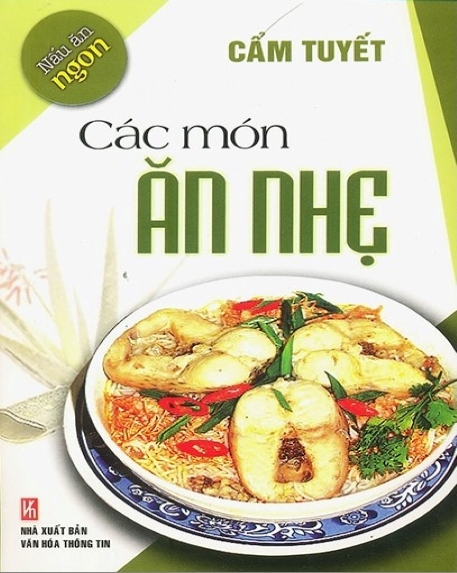 Nấu ăn
ngon
CẨM TUYẾT
Các món
ĂN NHẸ
NHÀ XUẤT BẢN
VĂN HÓA THÔNG TIN